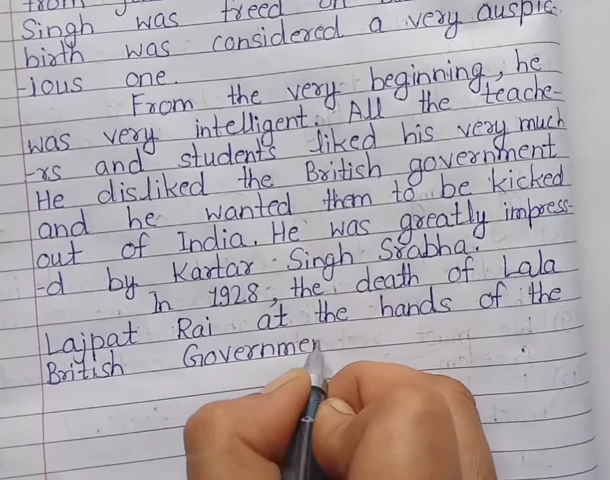 from
Singh was freed on
birth was considered a very auspic-
-ious one.
From the very beginning, he
was very intelligent. All the teache-
-rs and students liked his very much
He disliked the British government
and he wanted them to be kicked
out of India. He was greatly impress-
-d by Kartar Singh Srabha.
In 1928, the death of Lala
Lajpat Rai at the hands of the
British Governmen